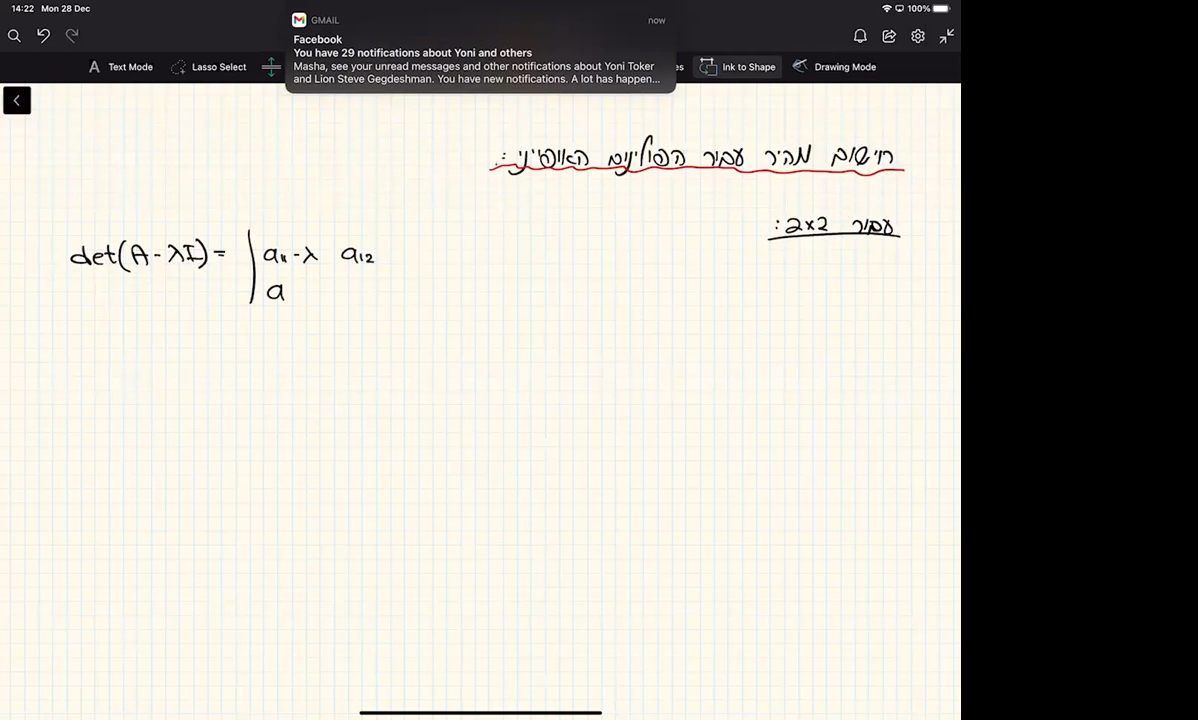 14:22 Mon 28 Dec
100%
GMAIL
now
Facebook
You have 29 notifications about Yoni and others
Masha, see your unread messages and other notifications about Yoni Toker
and Lion Steve Gegdeshman. You have new notifications. A lot has happen...
Text Mode
Lasso Select
es
Ink to Shape
Drawing Mode
חישוב מהיר עבור הפולינום האופייני :
עבור 2x2 :
det(A - λI) = | a₁₁ - λ a₁₂
a